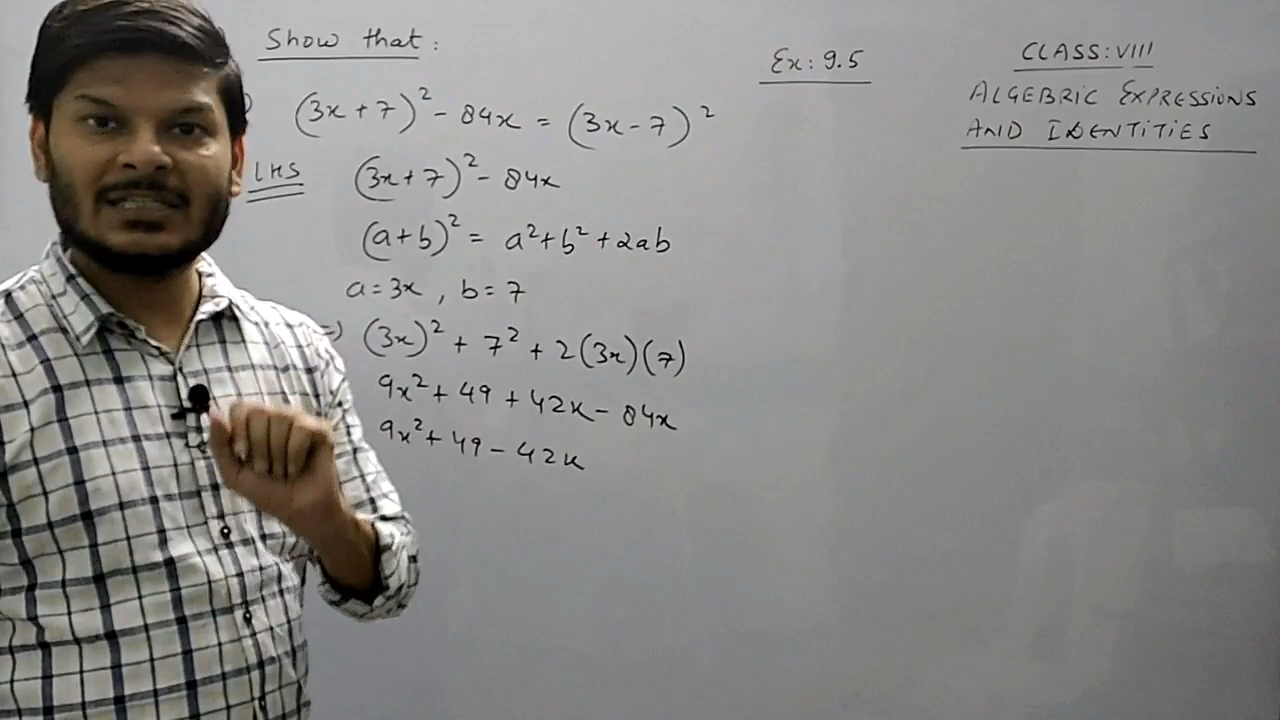 Show that:
(3x+7)² - 84x = (3x-7)²
LHS (3x+7)² - 84x
(a+b)² = a²+b²+2ab
a=3x, b=7
=) (3x)² + 7² + 2(3x)(7)
9x² + 49 + 42x - 84x
9x² + 49 - 42x
Ex: 9.5
CLASS: VIII
ALGEBRIC EXPRESSIONS
AND IDENTITIES